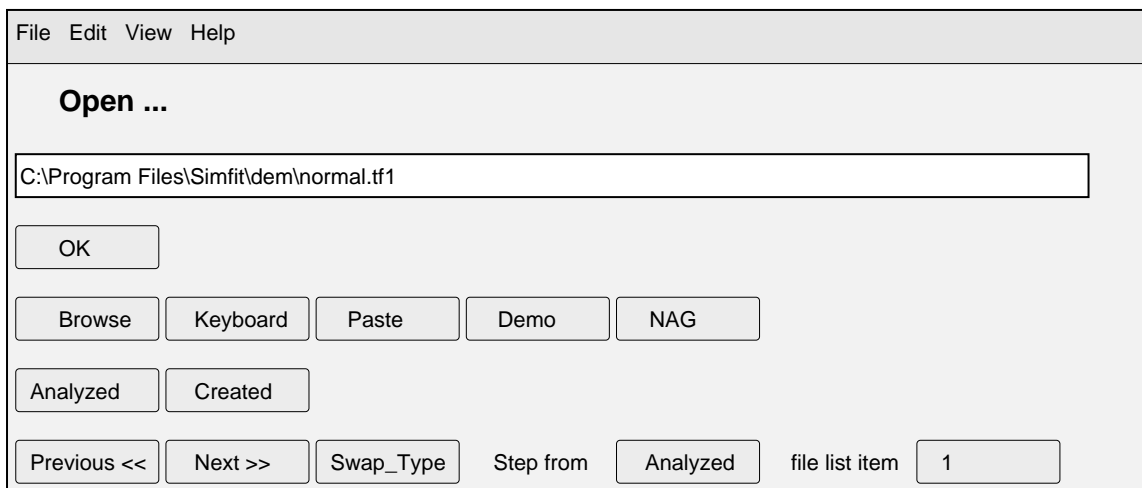 File Edit View Help
Open ...
C:\Program Files\Simfit\dem\normal.tf1
OK
Browse Keyboard Paste Demo NAG
Analyzed Created
Previous << Next >> Swap_Type Step from Analyzed file list item 1